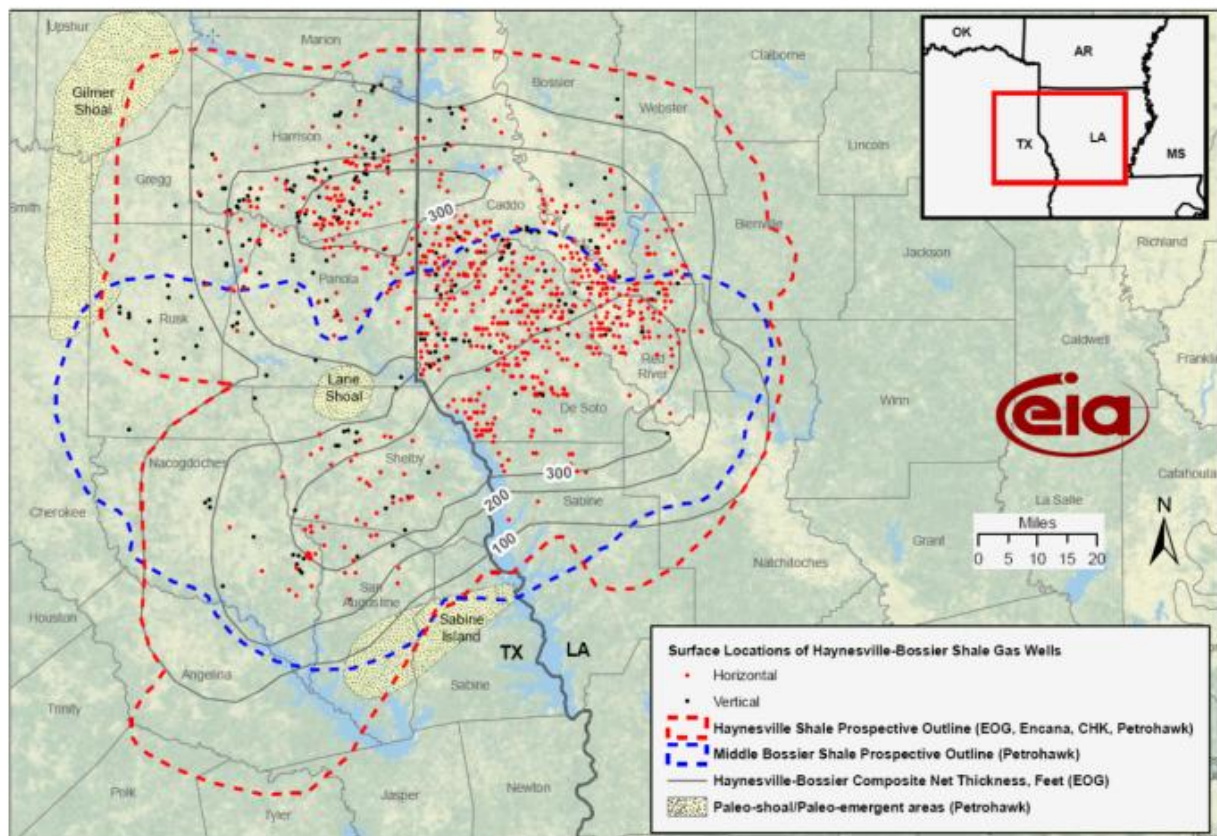 Upshur
Marion
Claiborne
Bossier
Webster
Gilmer
Shoal
Harrison
Lincoln
Gregg
Smith
Caddo
300
Bienville
Jackson
Richland
Panola
Rusk
Caldwell
Franklin
Red
River
Lane
Shoal
De Soto
Winn
eia
Nacogdoches
Shelby
300
Sabine
200
Cherokee
100
La Salle
Catahoula
Miles
0 5 10 20
N
Grant
Natchitoches
San
Augustine
Houston
Sabine
Island
TX
LA
Angelina
Sabine
Trinity
Polk
Tyler
Jasper
Newton
OK
AR
TX
LA
MS
Surface Locations of Haynesville-Bossier Shale Gas Wells
Horizontal
Vertical
Haynesville Shale Prospective Outline (EOG, Encana, CHK, Petrohawk)
Middle Bossier Shale Prospective Outline (Petrohawk)
Haynesville-Bossier Composite Net Thickness, Feet (EOG)
Paleo-shoal/Paleo-emergent areas (Petrohawk)